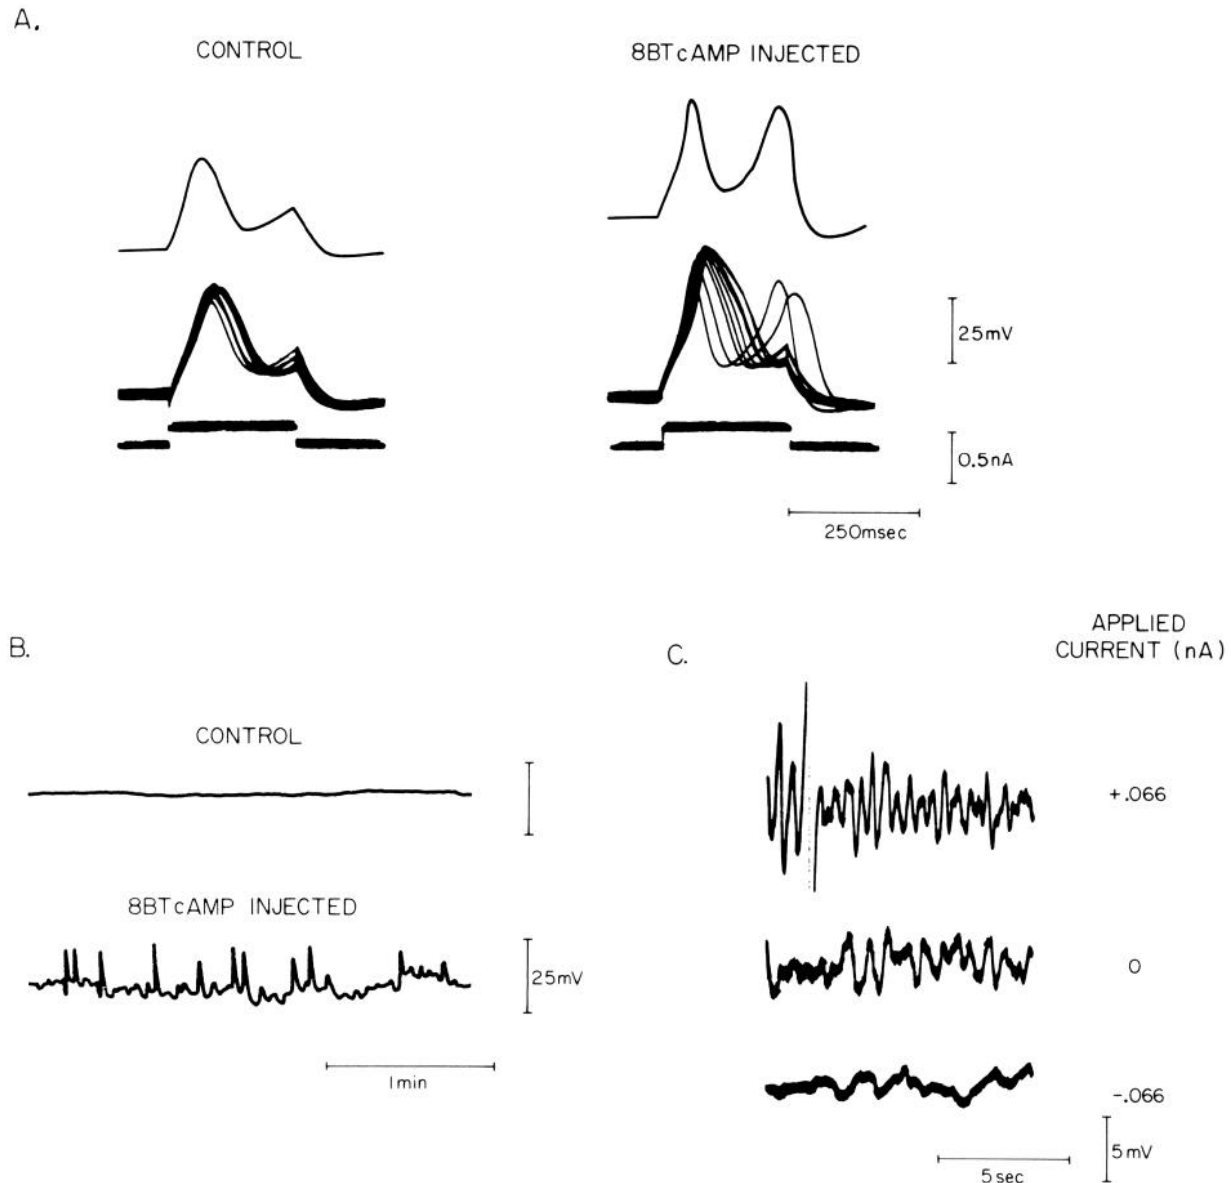 A.
CONTROL
8BTcAMP INJECTED
25mV
0.5nA
250msec
B.
CONTROL
8BTcAMP INJECTED
25mV
1min
C.
APPLIED
CURRENT (nA)
+.066
0
-.066
5mV
5sec